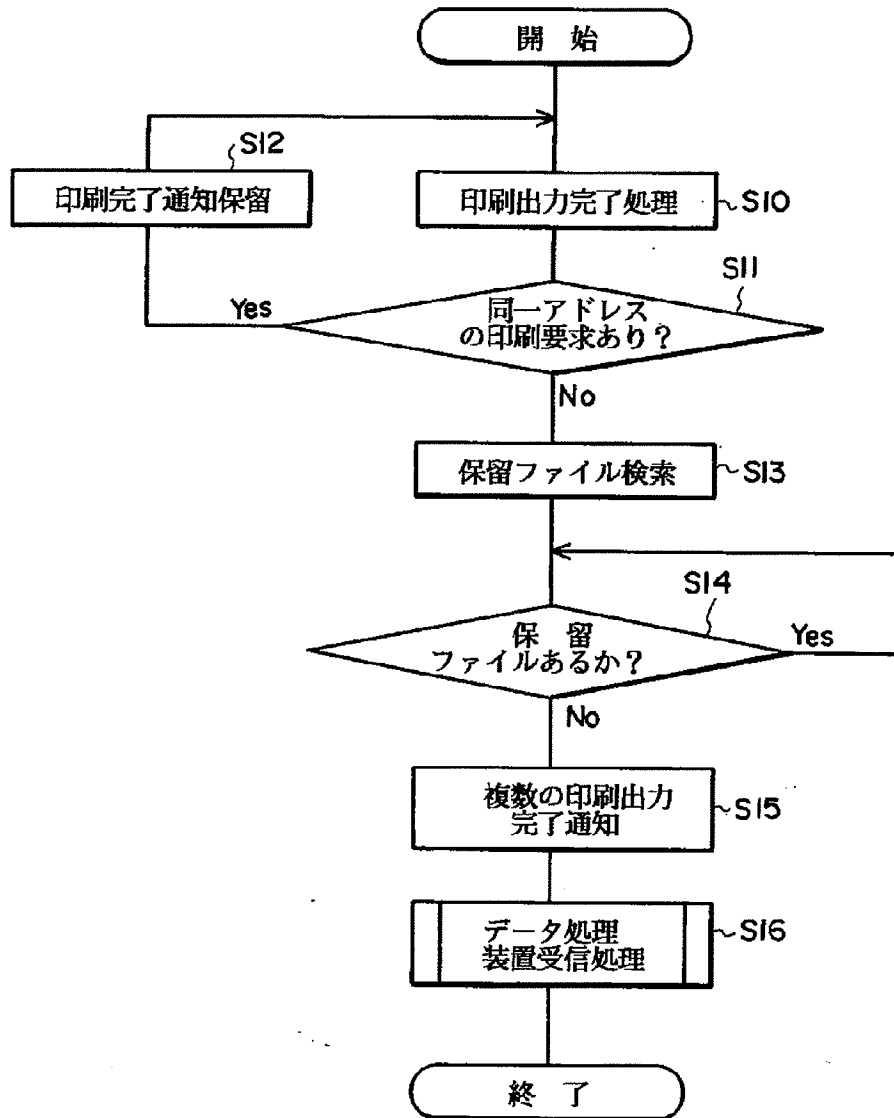 開 始
S12
印刷完了通知保留
印刷出力完了処理
S10
S11
Yes
同一アドレス
の印刷要求あり?
No
保留ファイル検索
S13
S14
保 留
ファイルあるか?
Yes
No
複数の印刷出力
完了通知
S15
データ処理
装置受信処理
S16
終 了